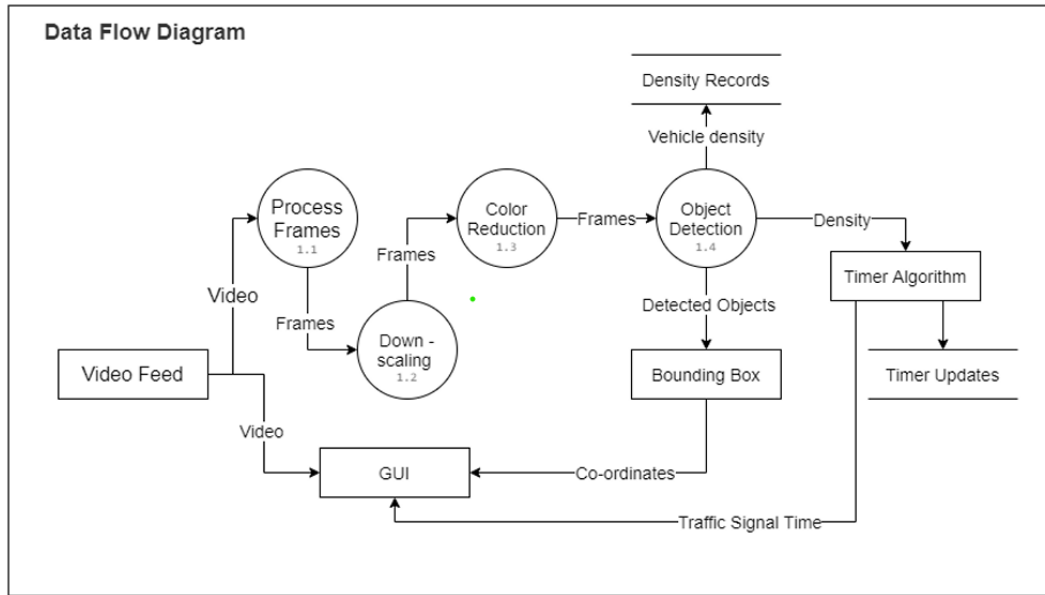 Data Flow Diagram
Density Records
Vehicle density
Process
Frames
1.1
Color
Reduction
1.3
Frames
Object
Detection
1.4
Density
Frames
Timer Algorithm
Video
Detected Objects
Frames
Down -
scaling
1.2
Video Feed
Bounding Box
Timer Updates
Video
GUI
Co-ordinates
Traffic Signal Time